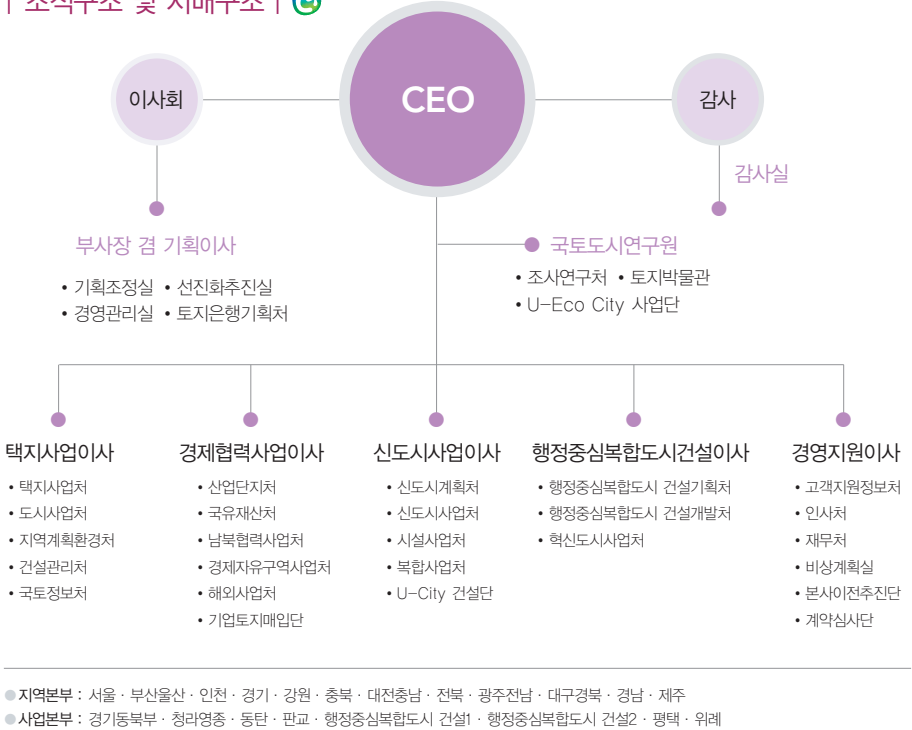 | 조직구조 및 지배구조 |
이사회
CEO
감사
감사실
부사장 겸 기획이사
• 기획조정실 • 선진화추진실
• 경영관리실 • 토지은행기획처
국토도시연구원
• 조사연구처 • 토지박물관
• U-Eco City 사업단
택지사업이사
• 택지사업처
• 도시사업처
• 지역계획환경처
• 건설관리처
• 국토정보처
경제협력사업이사
• 산업단지처
• 국유재산처
• 남북협력사업처
• 경제자유구역사업처
• 해외사업처
• 기업토지매입단
신도시사업이사
• 신도시계획처
• 신도시사업처
• 시설사업처
• 복합사업처
• U-City 건설단
행정중심복합도시건설이사
• 행정중심복합도시 건설기획처
• 행정중심복합도시 건설개발처
• 혁신도시사업처
경영지원이사
• 고객지원정보처
• 인사처
• 재무처
• 비상계획실
• 본사이전추진단
• 계약심사단
지역본부 : 서울 · 부산울산 · 인천 · 경기 · 강원 · 충북 · 대전충남 · 전북 · 광주전남 · 대구경북 · 경남 · 제주
사업본부 : 경기동북부 · 청라영종 · 동탄 · 판교 · 행정중심복합도시 건설1 · 행정중심복합도시 건설2 · 평택 · 위례